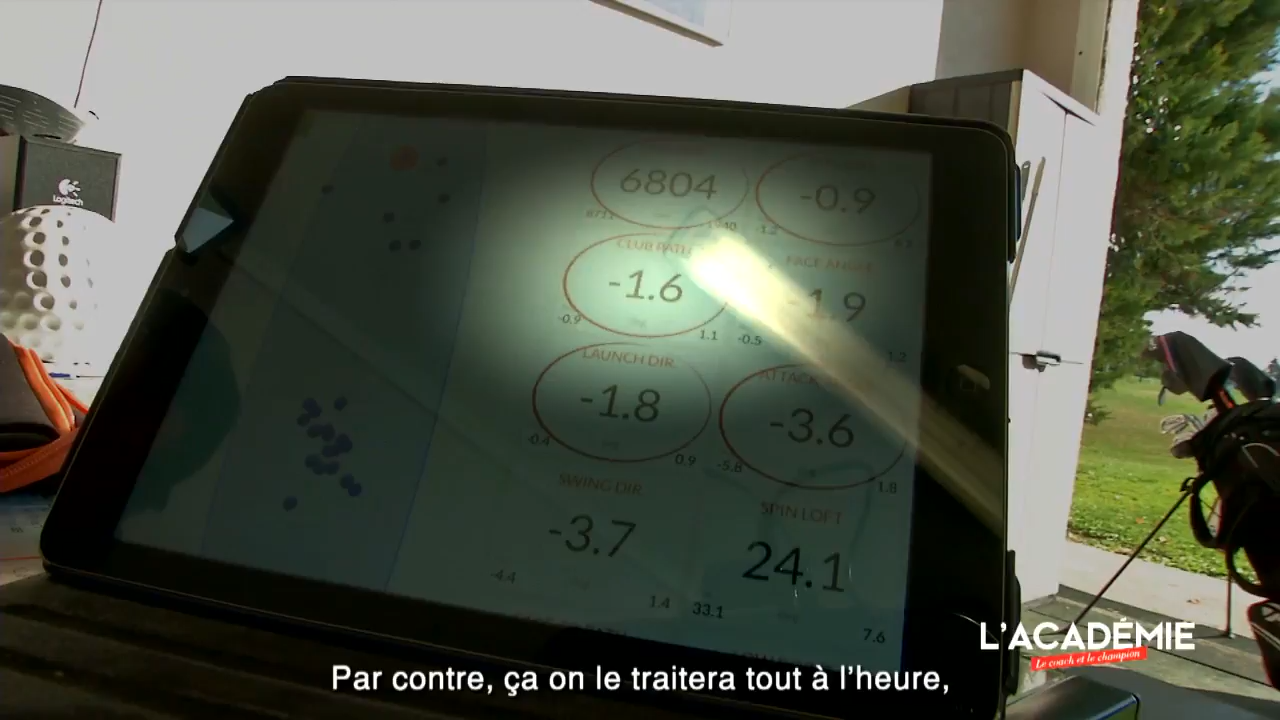 Logitech
6804
-0.9
-1.2
CLUB PATH
FACE ANGLE
-1.6
-1.9
-0.9
1.1
-0.5
1.2
LAUNCH DIR.
ATTACK
-1.8
-3.6
-0.4
0.9
-5.8
1.8
SWING DIR.
SPIN LOFT
-3.7
24.1
-4.4
1.4
33.1
7.6
L'ACADÉMIE
Le coach et le champion
Par contre, ça on le traitera tout à l'heure,